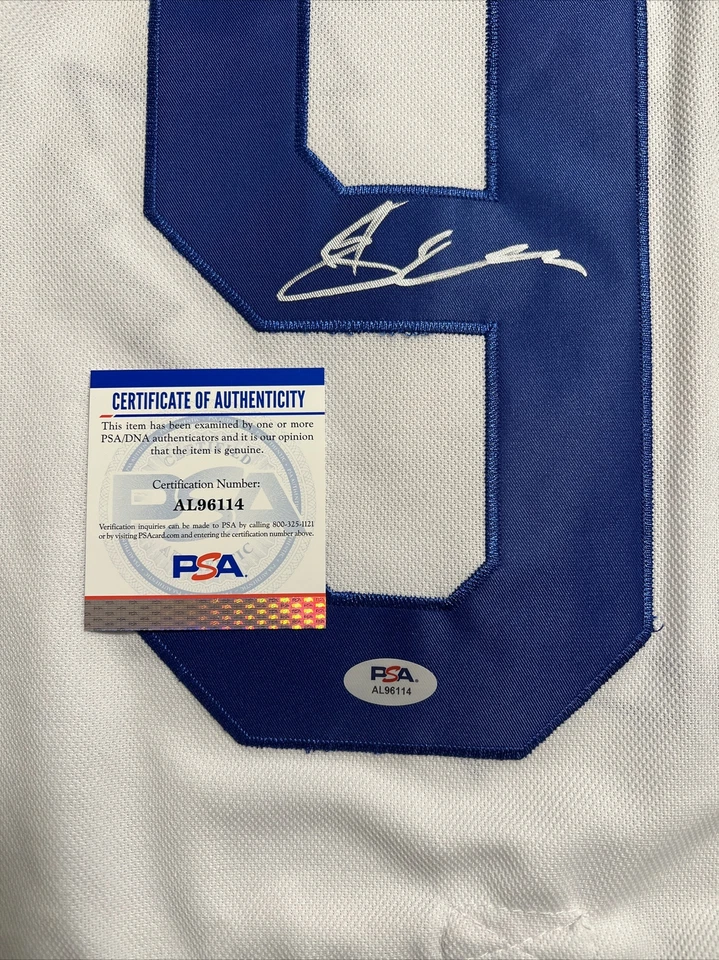 9
CERTIFICATE OF AUTHENTICITY
This item has been examined by one or more
PSA/DNA authenticators and it is our opinion
that the item is genuine.
Certification Number:
AL96114
Verification inquiries can be made to PSA by calling 800-325-1121
or by visiting PSAcard.com and entering the certification number above.
PSA.
PSA.
AL96114